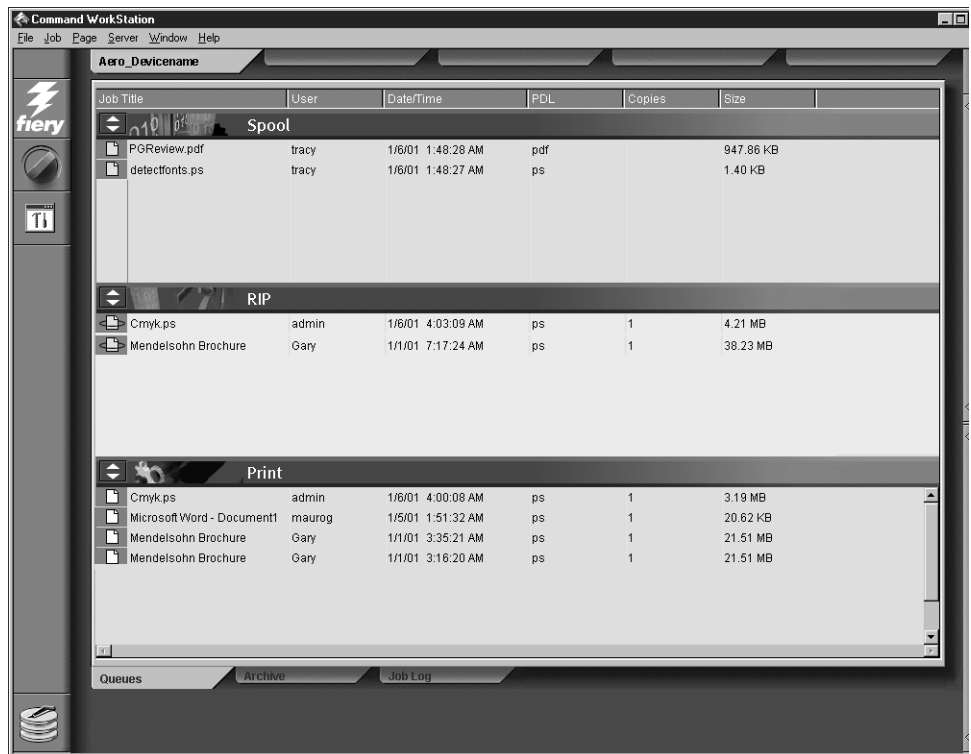 Command WorkStation
File Job Page Server Window Help
Aero_Devicename
fiery
Job Title User Date/Time PDL Copies Size
Spool
PGReview.pdf tracy 1/6/01 1:48:28 AM pdf 947.86 KB
detectfonts.ps tracy 1/6/01 1:48:27 AM ps 1.40 KB
RIP
Cmyk.ps admin 1/6/01 4:03:09 AM ps 1 4.21 MB
Mendelsohn Brochure Gary 1/1/01 7:17:24 AM ps 1 38.23 MB
Print
Cmyk.ps admin 1/6/01 4:00:08 AM ps 1 3.19 MB
Microsoft Word - Document1 maurog 1/5/01 1:51:32 AM ps 1 20.62 KB
Mendelsohn Brochure Gary 1/1/01 3:35:21 AM ps 1 21.51 MB
Mendelsohn Brochure Gary 1/1/01 3:16:20 AM ps 1 21.51 MB
Queues Archive Job Log